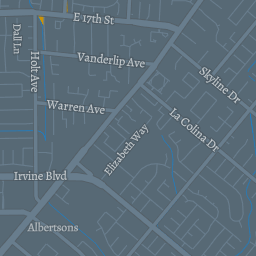 E 17th St
Dall Ln
Holt Ave
Vanderlip Ave
Skyline Dr
Warren Ave
La Colina Dr
Elizabeth Way
Irvine Blvd
Albertsons